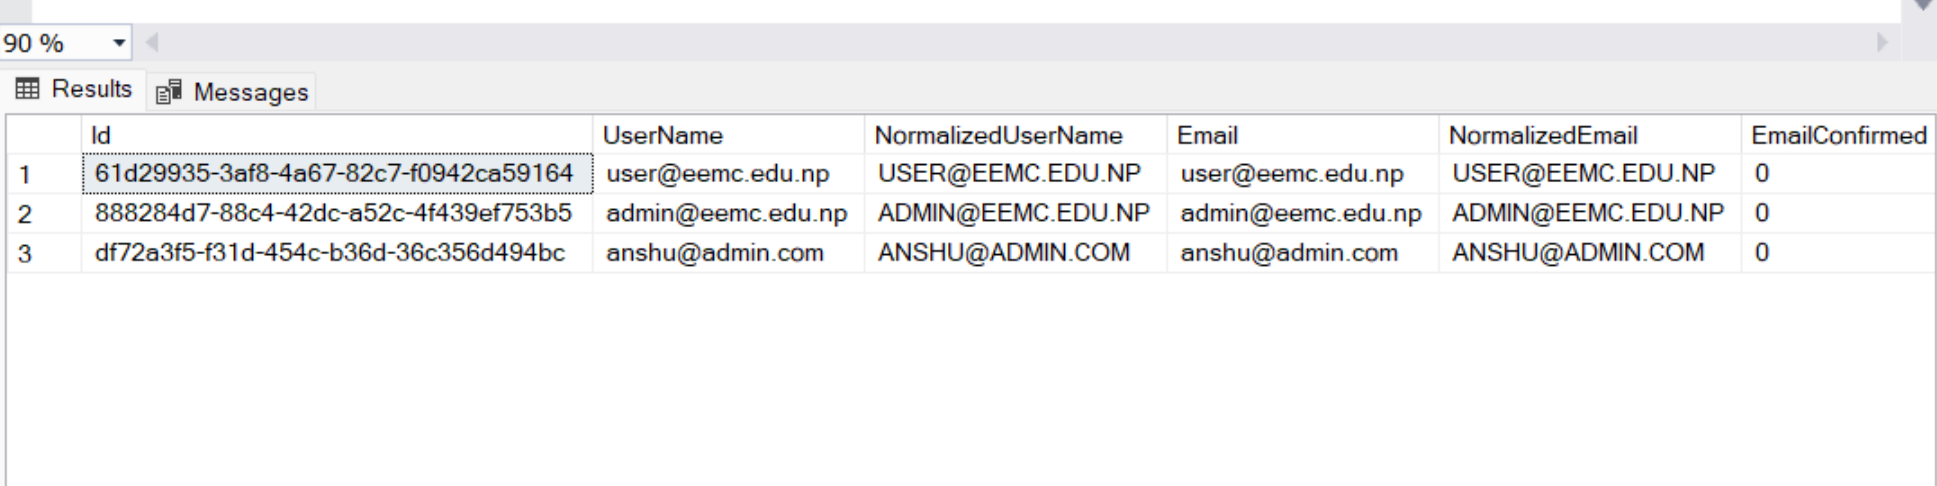 90 %
Results Messages
Id UserName NormalizedUserName Email NormalizedEmail EmailConfirmed
1 61d29935-3af8-4a67-82c7-f0942ca59164 user@eemc.edu.np USER@EEMC.EDU.NP user@eemc.edu.np USER@EEMC.EDU.NP 0
2 888284d7-88c4-42dc-a52c-4f439ef753b5 admin@eemc.edu.np ADMIN@EEMC.EDU.NP admin@eemc.edu.np ADMIN@EEMC.EDU.NP 0
3 df72a3f5-f31d-454c-b36d-36c356d494bc anshu@admin.com ANSHU@ADMIN.COM anshu@admin.com ANSHU@ADMIN.COM 0